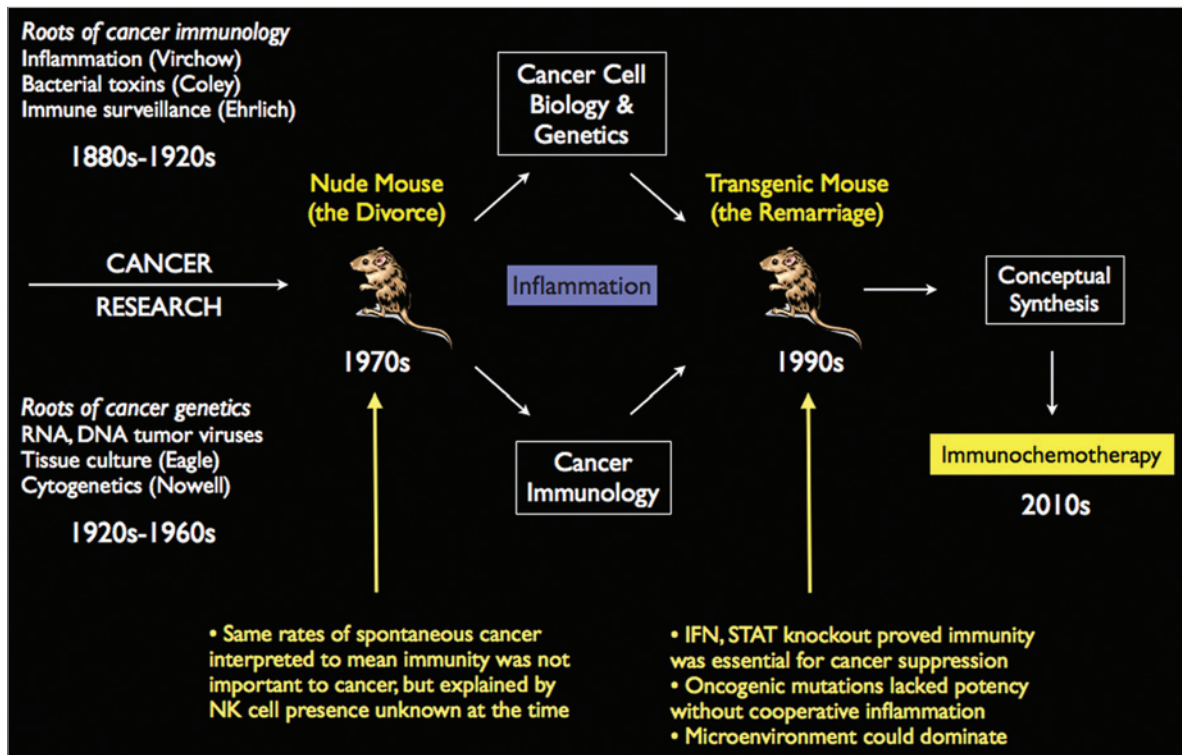 Roots of cancer immunology
Inflammation (Virchow)
Bacterial toxins (Coley)
Immune surveillance (Ehrlich)
1880s-1920s
Cancer Cell
Biology &
Genetics
Nude Mouse
(the Divorce)
Transgenic Mouse
(the Remarriage)
CANCER
RESEARCH
Inflammation
Conceptual
Synthesis
1970s
1990s
Roots of cancer genetics
RNA, DNA tumor viruses
Tissue culture (Eagle)
Cytogenetics (Nowell)
1920s-1960s
Cancer
Immunology
Immunochemotherapy
2010s
• Same rates of spontaneous cancer
interpreted to mean immunity was not
important to cancer, but explained by
NK cell presence unknown at the time
• IFN, STAT knockout proved immunity
was essential for cancer suppression
• Oncogenic mutations lacked potency
without cooperative inflammation
• Microenvironment could dominate